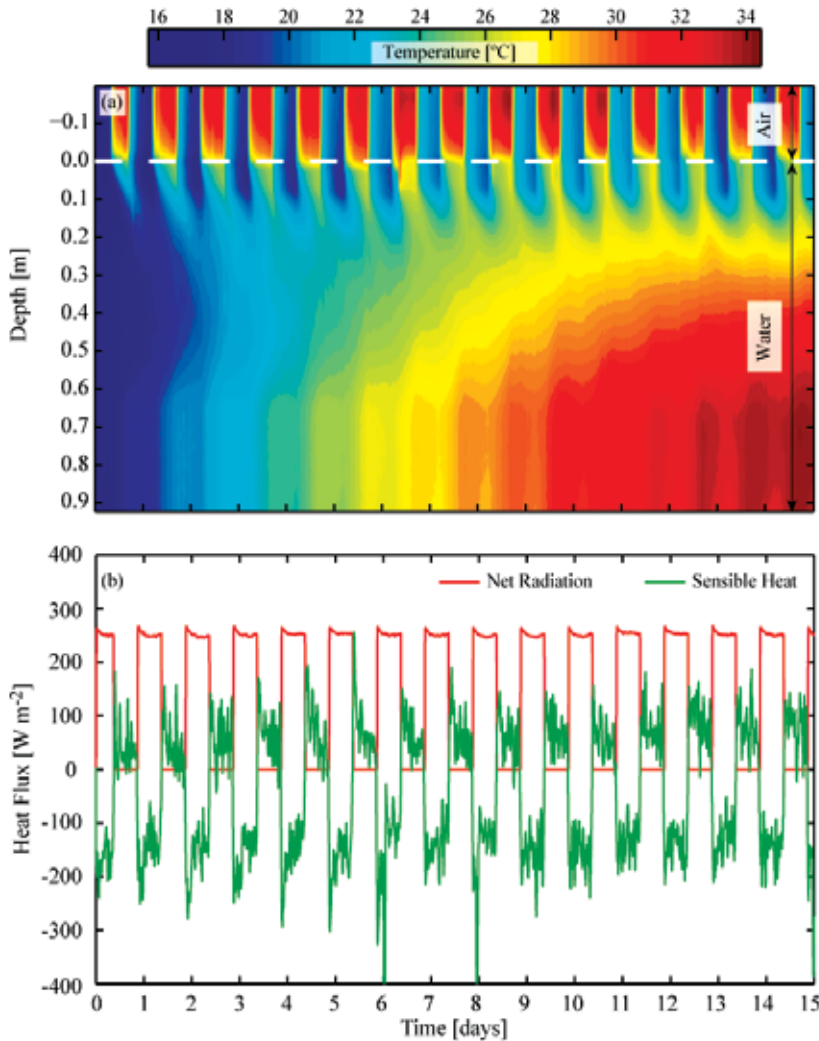 16 18 20 22 24 26 28 30 32 34
Temperature [ºC]
(a)
−0.1
0.0
0.1
0.2
0.3
0.4
0.5
0.6
0.7
0.8
0.9
Depth [m]
Air
Water
(b)
Net Radiation
Sensible Heat
400
300
200
100
0
-100
-200
-300
-400
Heat Flux [W m⁻²]
0 1 2 3 4 5 6 7 8 9 10 11 12 13 14 15
Time [days]